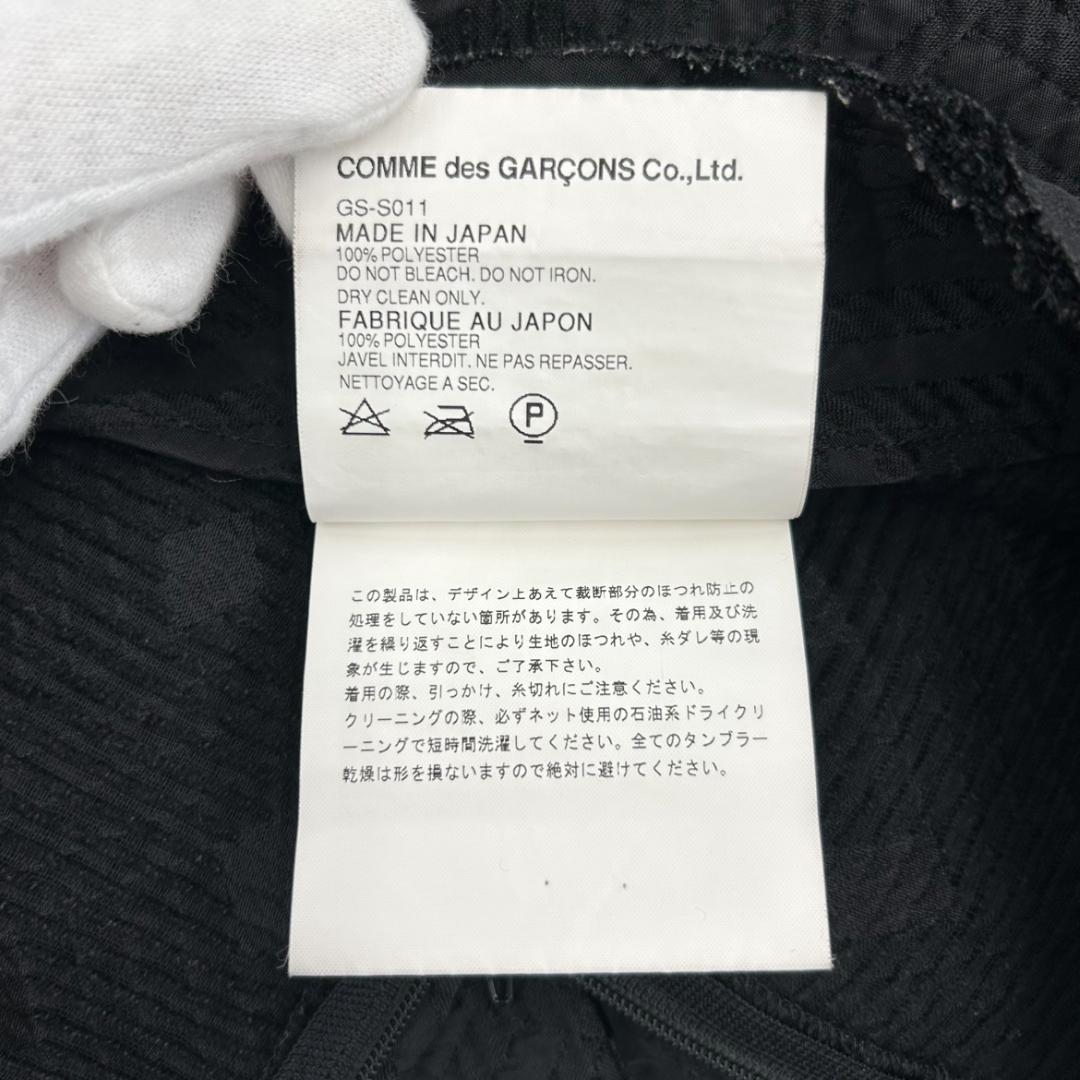 COMME des GARÇONS Co.,Ltd.
GS-S011
MADE IN JAPAN
100% POLYESTER
DO NOT BLEACH. DO NOT IRON.
DRY CLEAN ONLY.
FABRIQUE AU JAPON
100% POLYESTER
JAVEL INTERDIT. NE PAS REPASSER.
NETTOYAGE A SEC.
P
この製品は、デザイン上あえて裁断部分のほつれ防止の
処理をしていない箇所があります。その為、着用及び洗
濯を繰り返すことにより生地のほつれや、糸ダレ等の現
象が生じますので、ご了承下さい。
着用の際、引っかけ、糸切れにご注意ください。
クリーニングの際、必ずネット使用の石油系ドライクリ
ーニングで短時間洗濯してください。全てのタンブラー
乾燥は形を損ないますので絶対に避けてください。